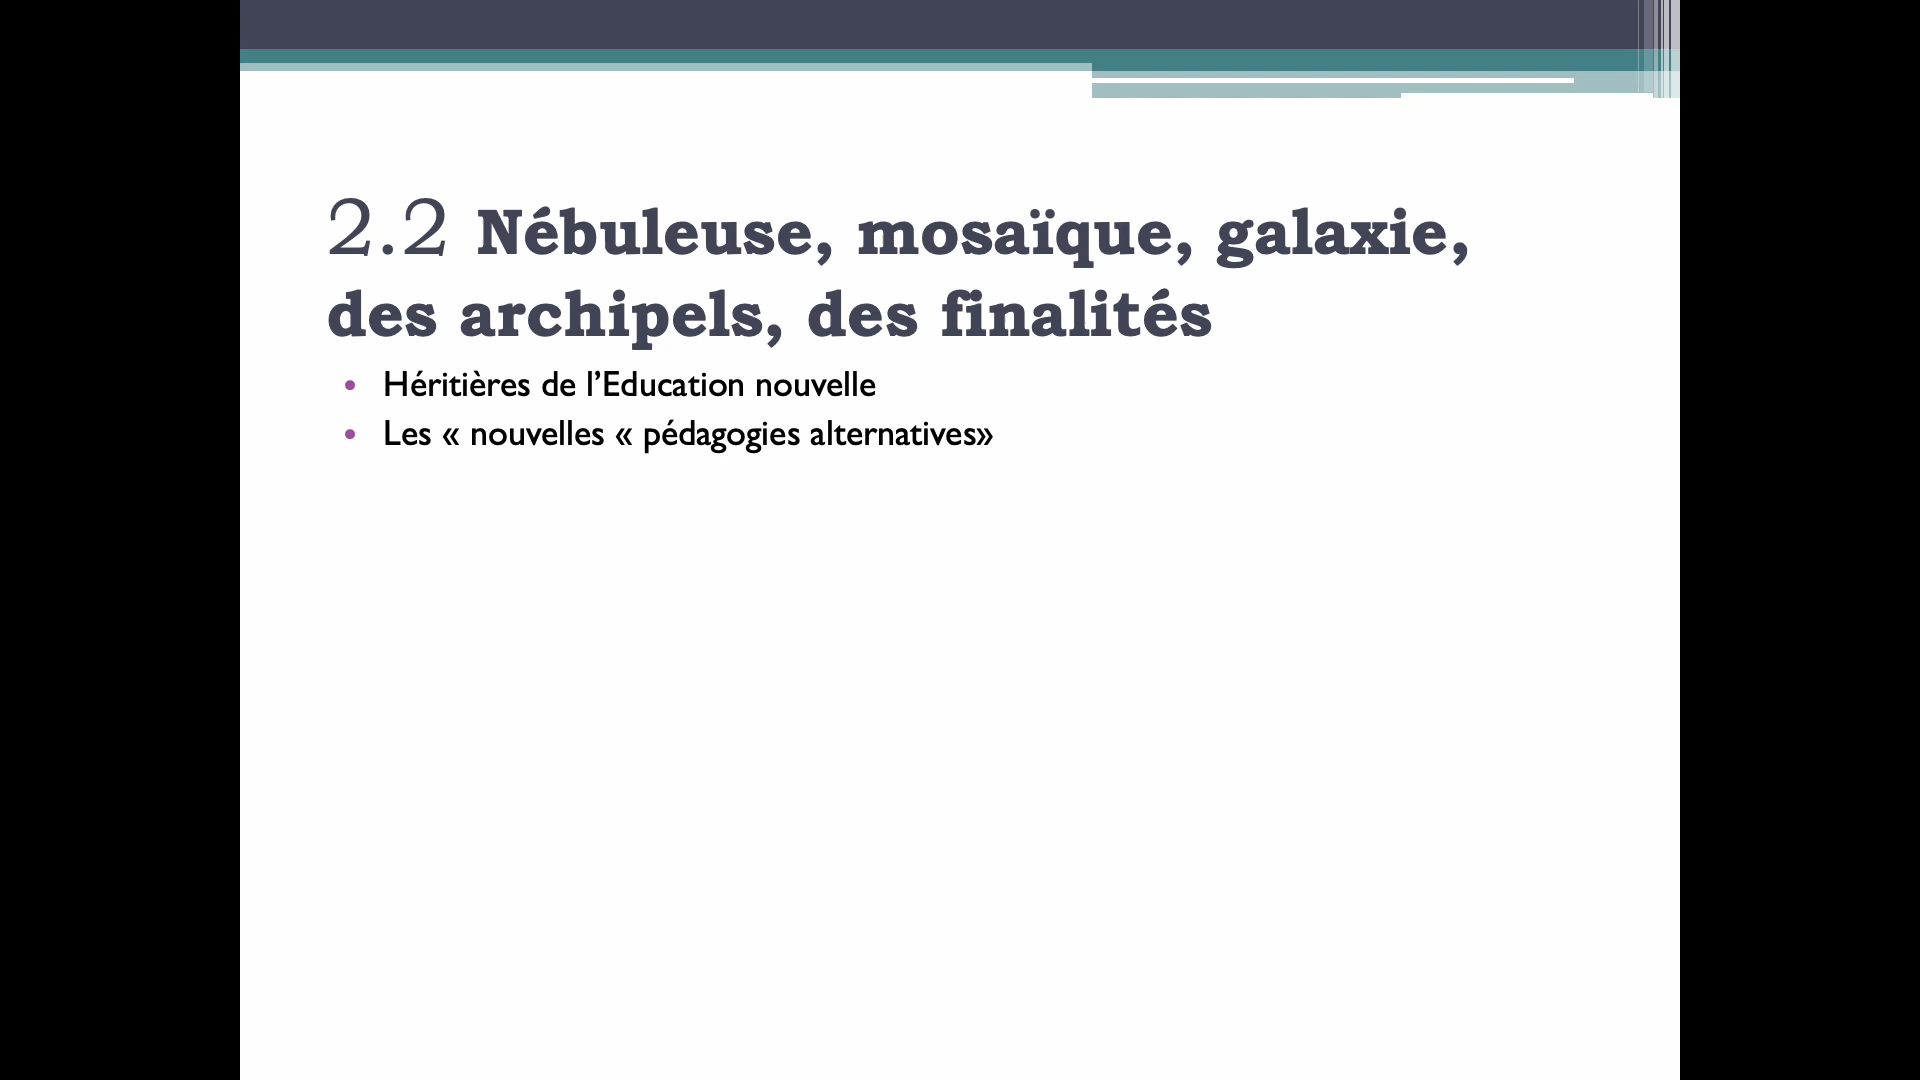 2.2 Nébuleuse, mosaïque, galaxie,
des archipels, des finalités
• Héritières de l’Education nouvelle
• Les « nouvelles « pédagogies alternatives»